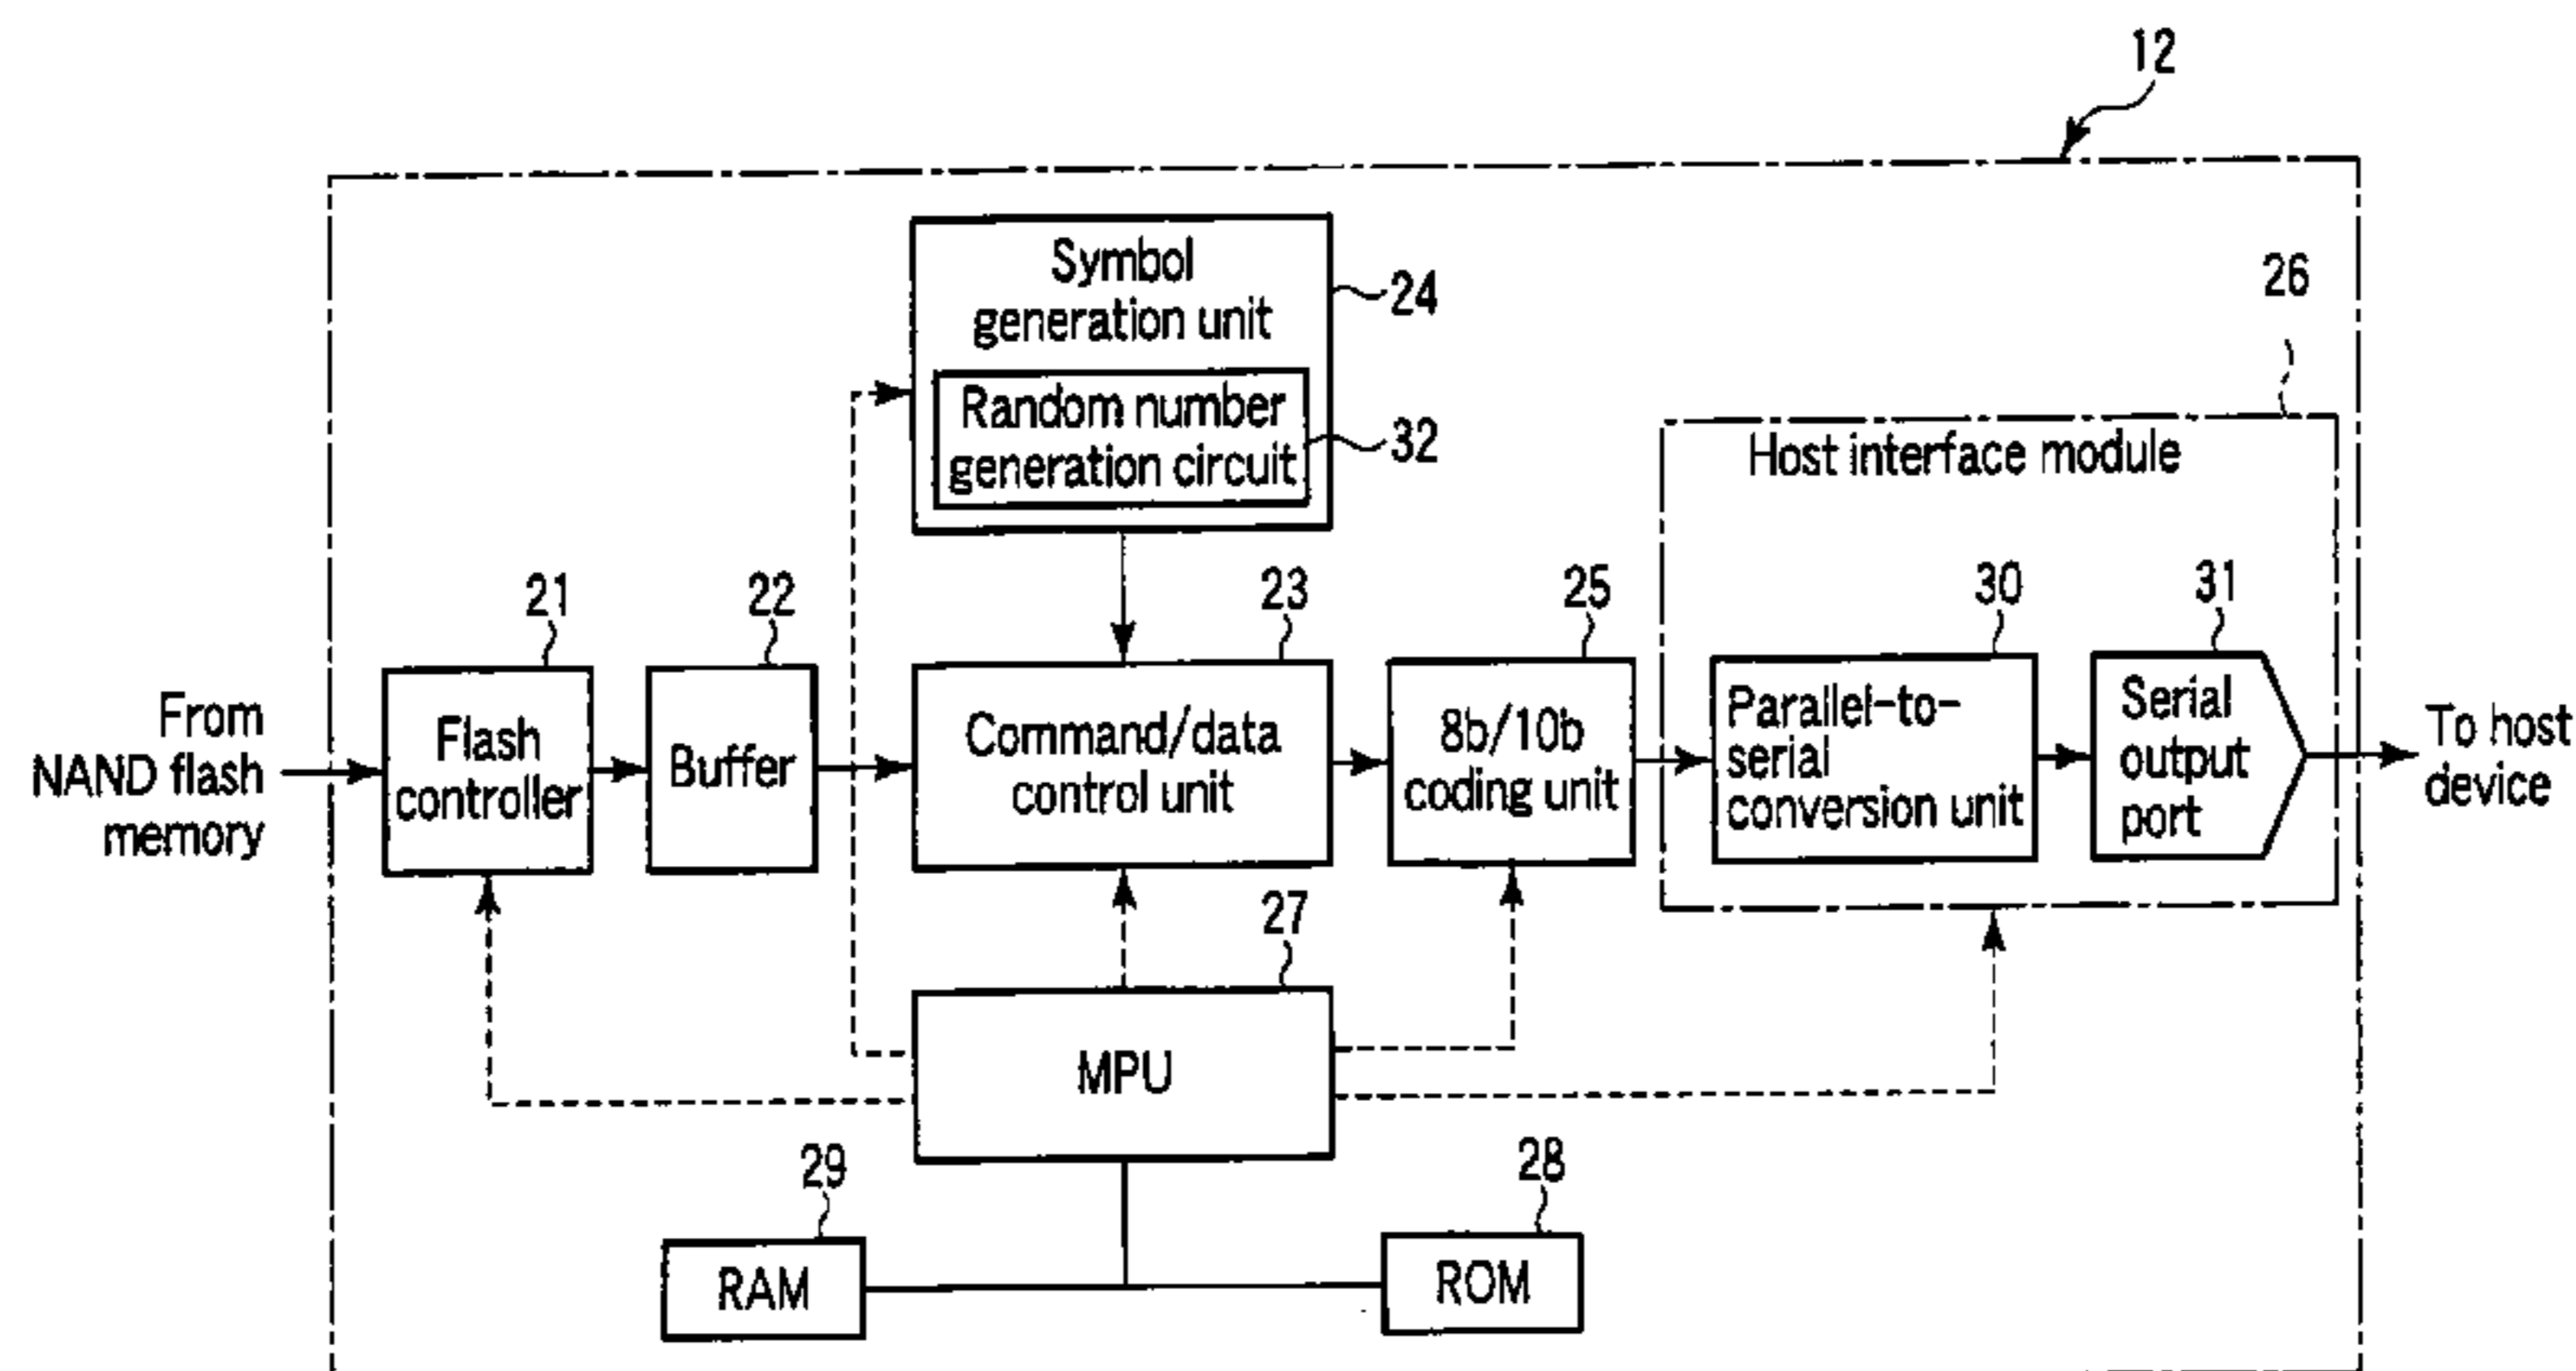 12
Symbol
generation unit
24
Random number
generation circuit
32
26
Host interface module
21
22
23
25
30
31
From
NAND flash
memory
Flash
controller
Buffer
Command/data
control unit
8b/10b
coding unit
Parallel-to-
serial
conversion unit
Serial
output
port
To host
device
27
MPU
29
RAM
28
ROM